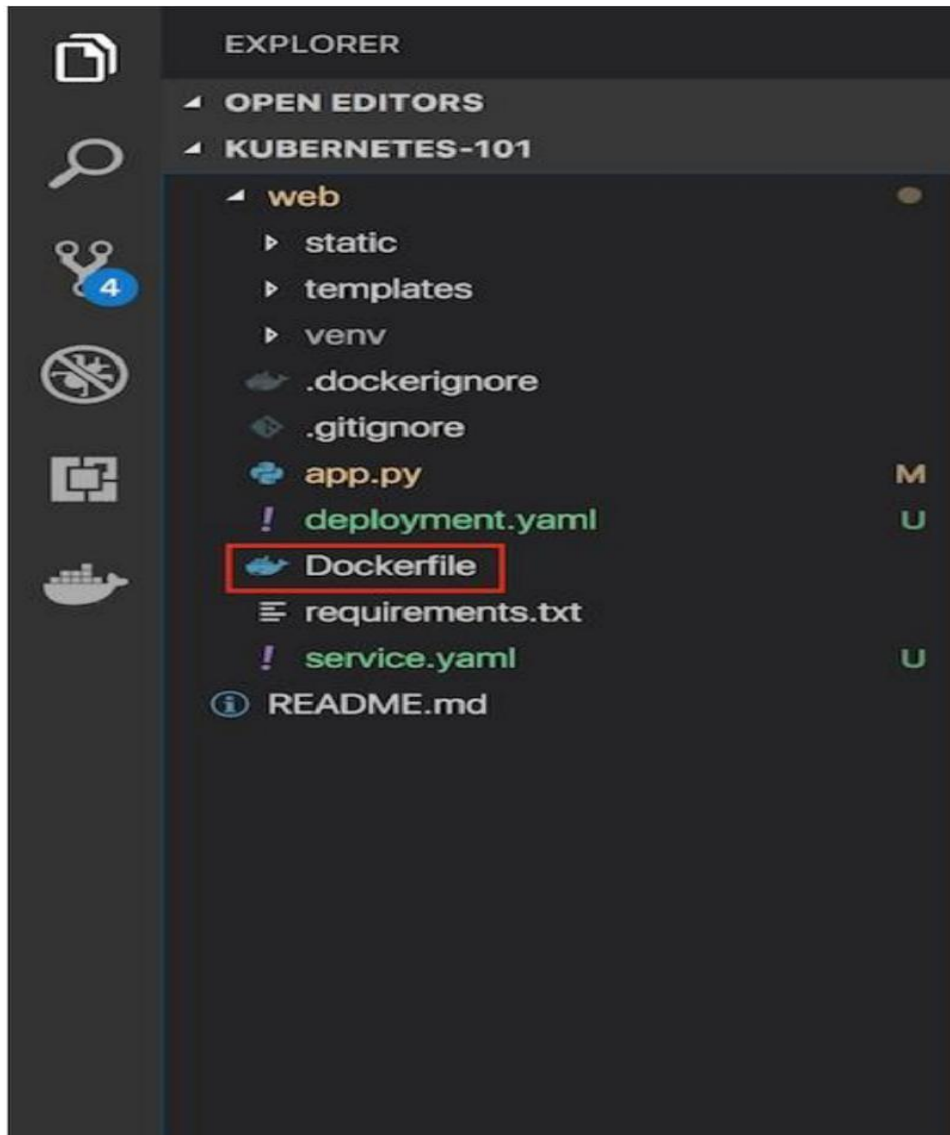 EXPLORER
OPEN EDITORS
KUBERNETES-101
web
static
templates
4
venv
.dockerignore
.gitignore
app.py M
deployment.yaml U
Dockerfile
requirements.txt
service.yaml U
README.md